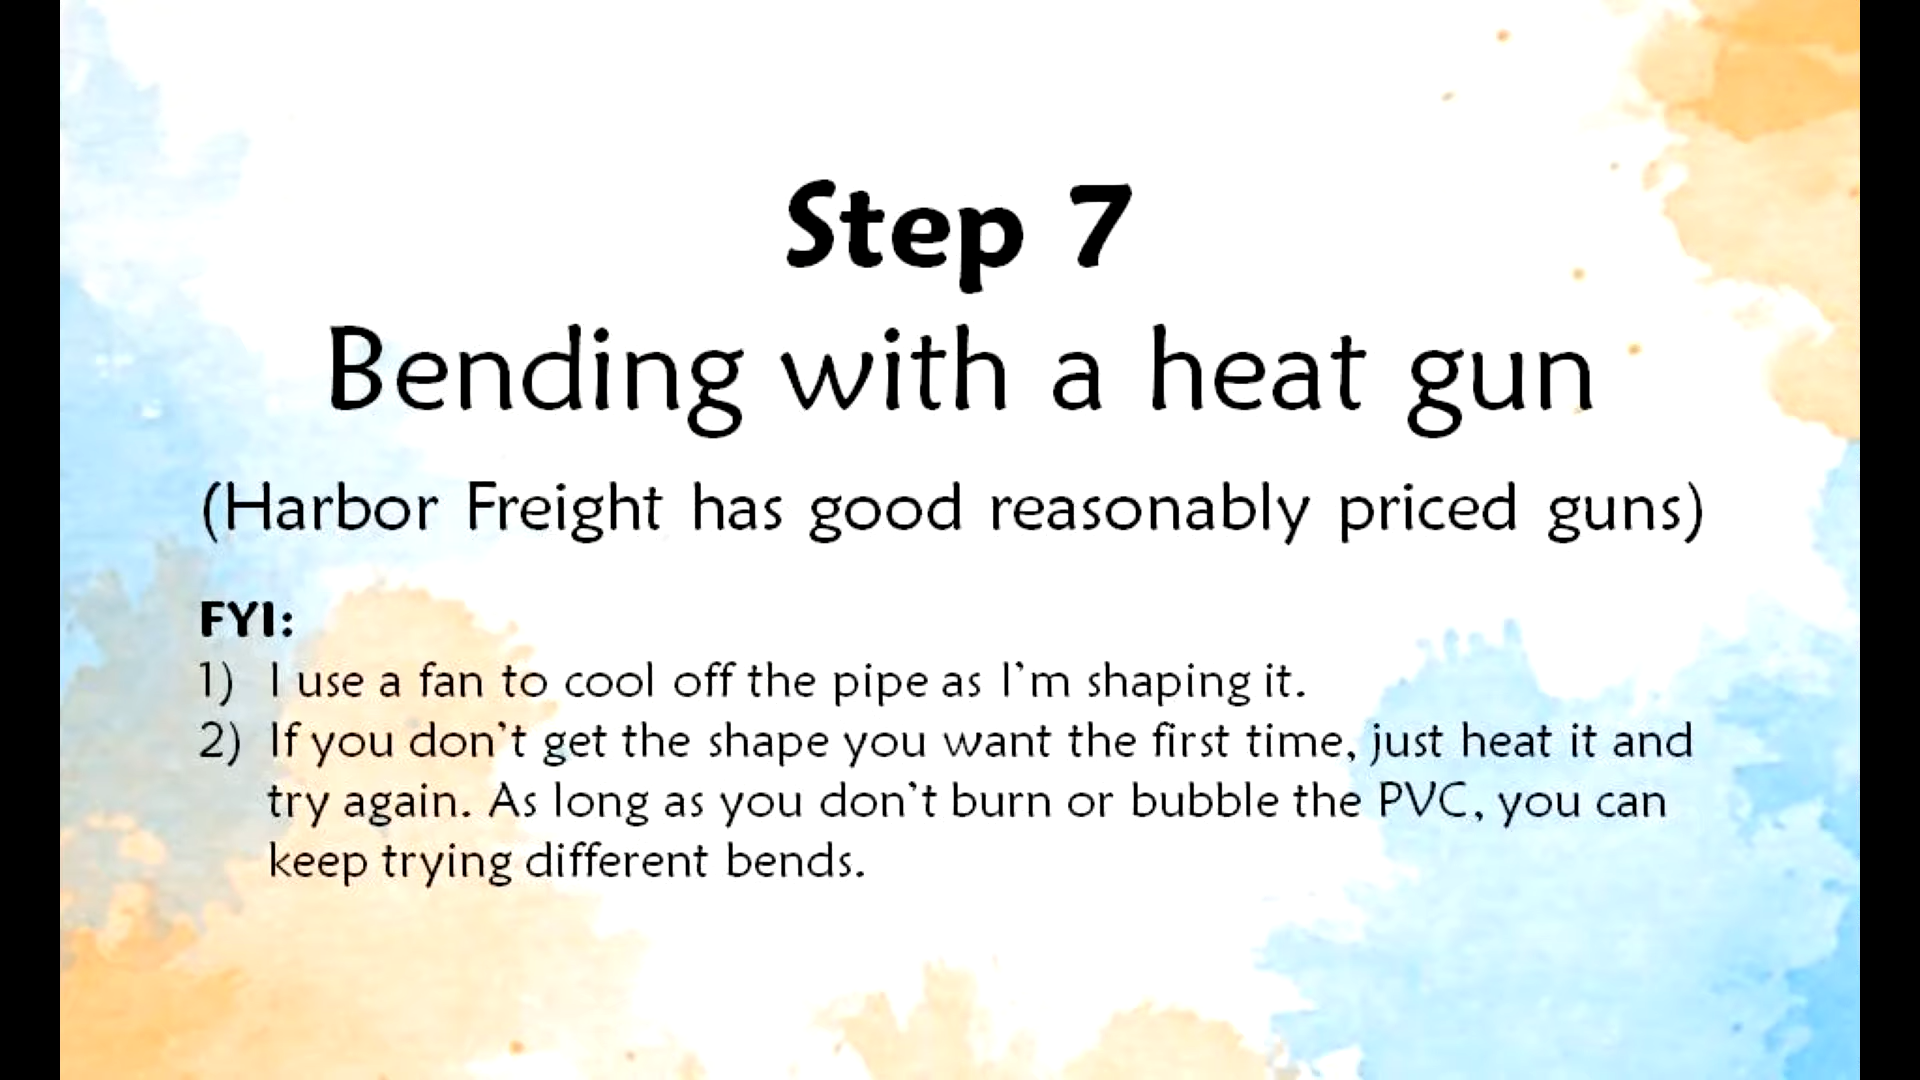 Step 7
Bending with a heat gun
(Harbor Freight has good reasonably priced guns)
FYI:
1) I use a fan to cool off the pipe as I'm shaping it.
2) If you don't get the shape you want the first time, just heat it and
try again. As long as you don't burn or bubble the PVC, you can
keep trying different bends.